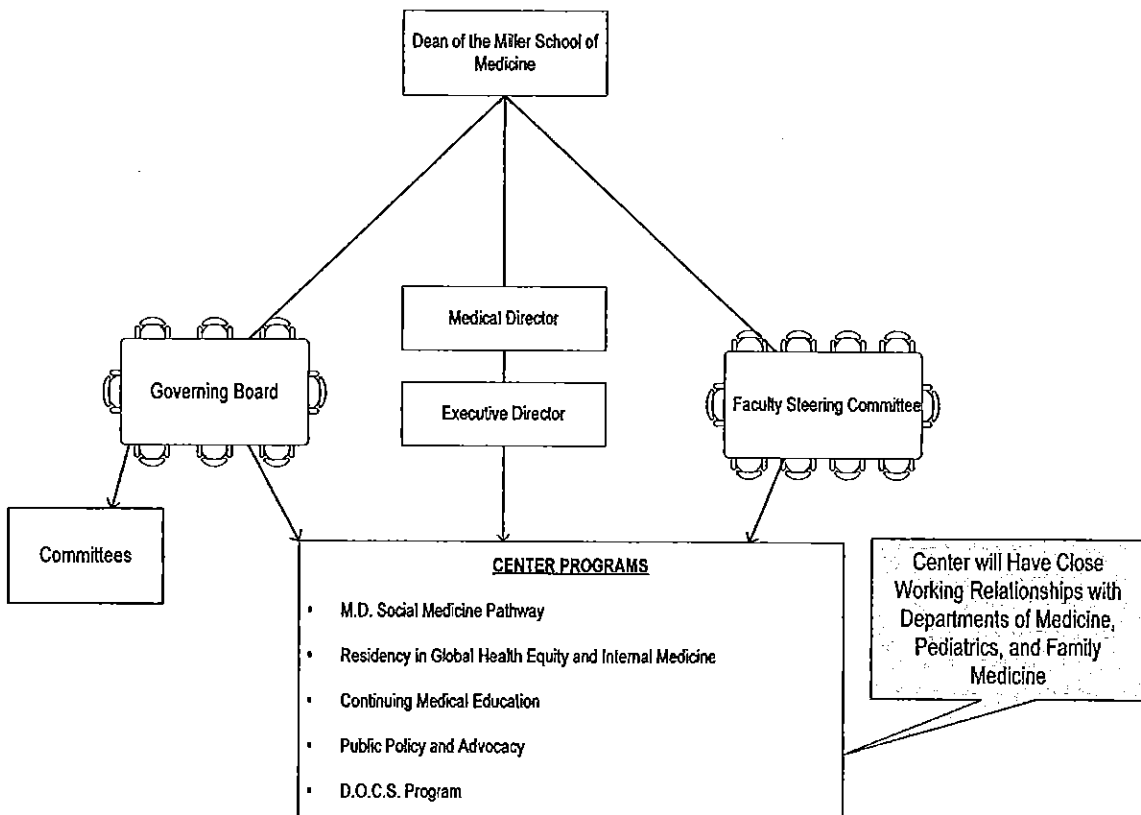 Dean of the Miller School of
Medicine
Medical Director
Governing Board
Executive Director
Faculty Steering Committee
Committees
CENTER PROGRAMS
▪ M.D. Social Medicine Pathway
▪ Residency in Global Health Equity and Internal Medicine
▪ Continuing Medical Education
▪ Public Policy and Advocacy
▪ D.O.C.S. Program
Center will Have Close
Working Relationships with
Departments of Medicine,
Pediatrics, and Family
Medicine